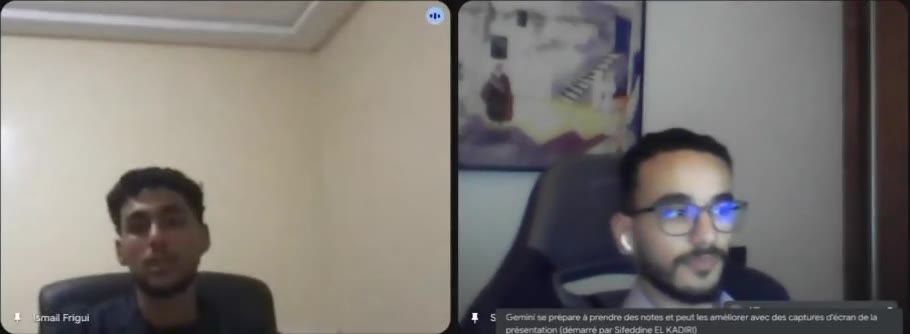 Ismail Frigui
S
Gemini se prépare à prendre des notes et peut les améliorer avec des captures d'écran de la
présentation (démarré par Sifeddine EL KADIRI)